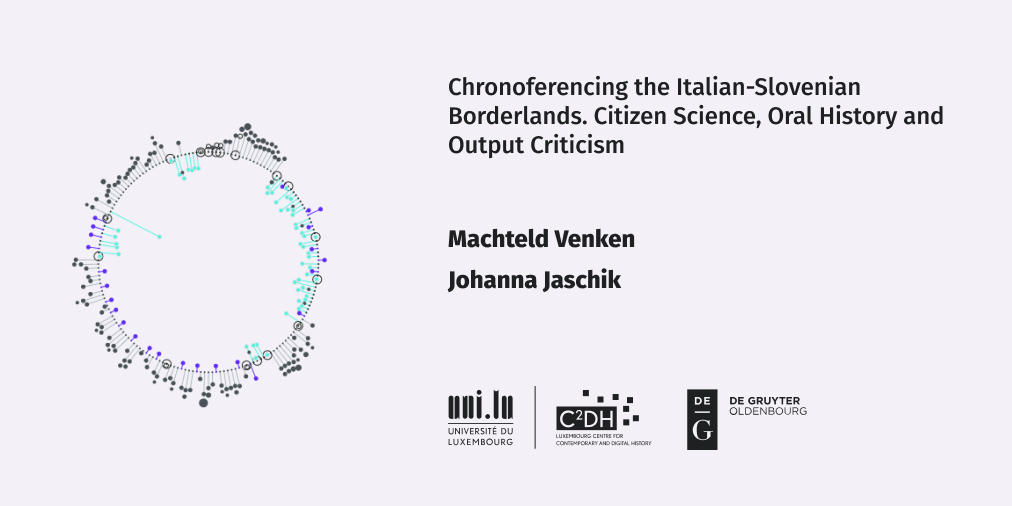 Chronoferencing the Italian-Slovenian
Borderlands. Citizen Science, Oral History and
Output Criticism
Machteld Venken
Johanna Jaschik
uni.lu
UNIVERSITÉ DU
LUXEMBOURG
C²DH
LUXEMBOURG CENTRE FOR
CONTEMPORARY AND DIGITAL HISTORY
DE
G
DE GRUYTER
OLDENBOURG